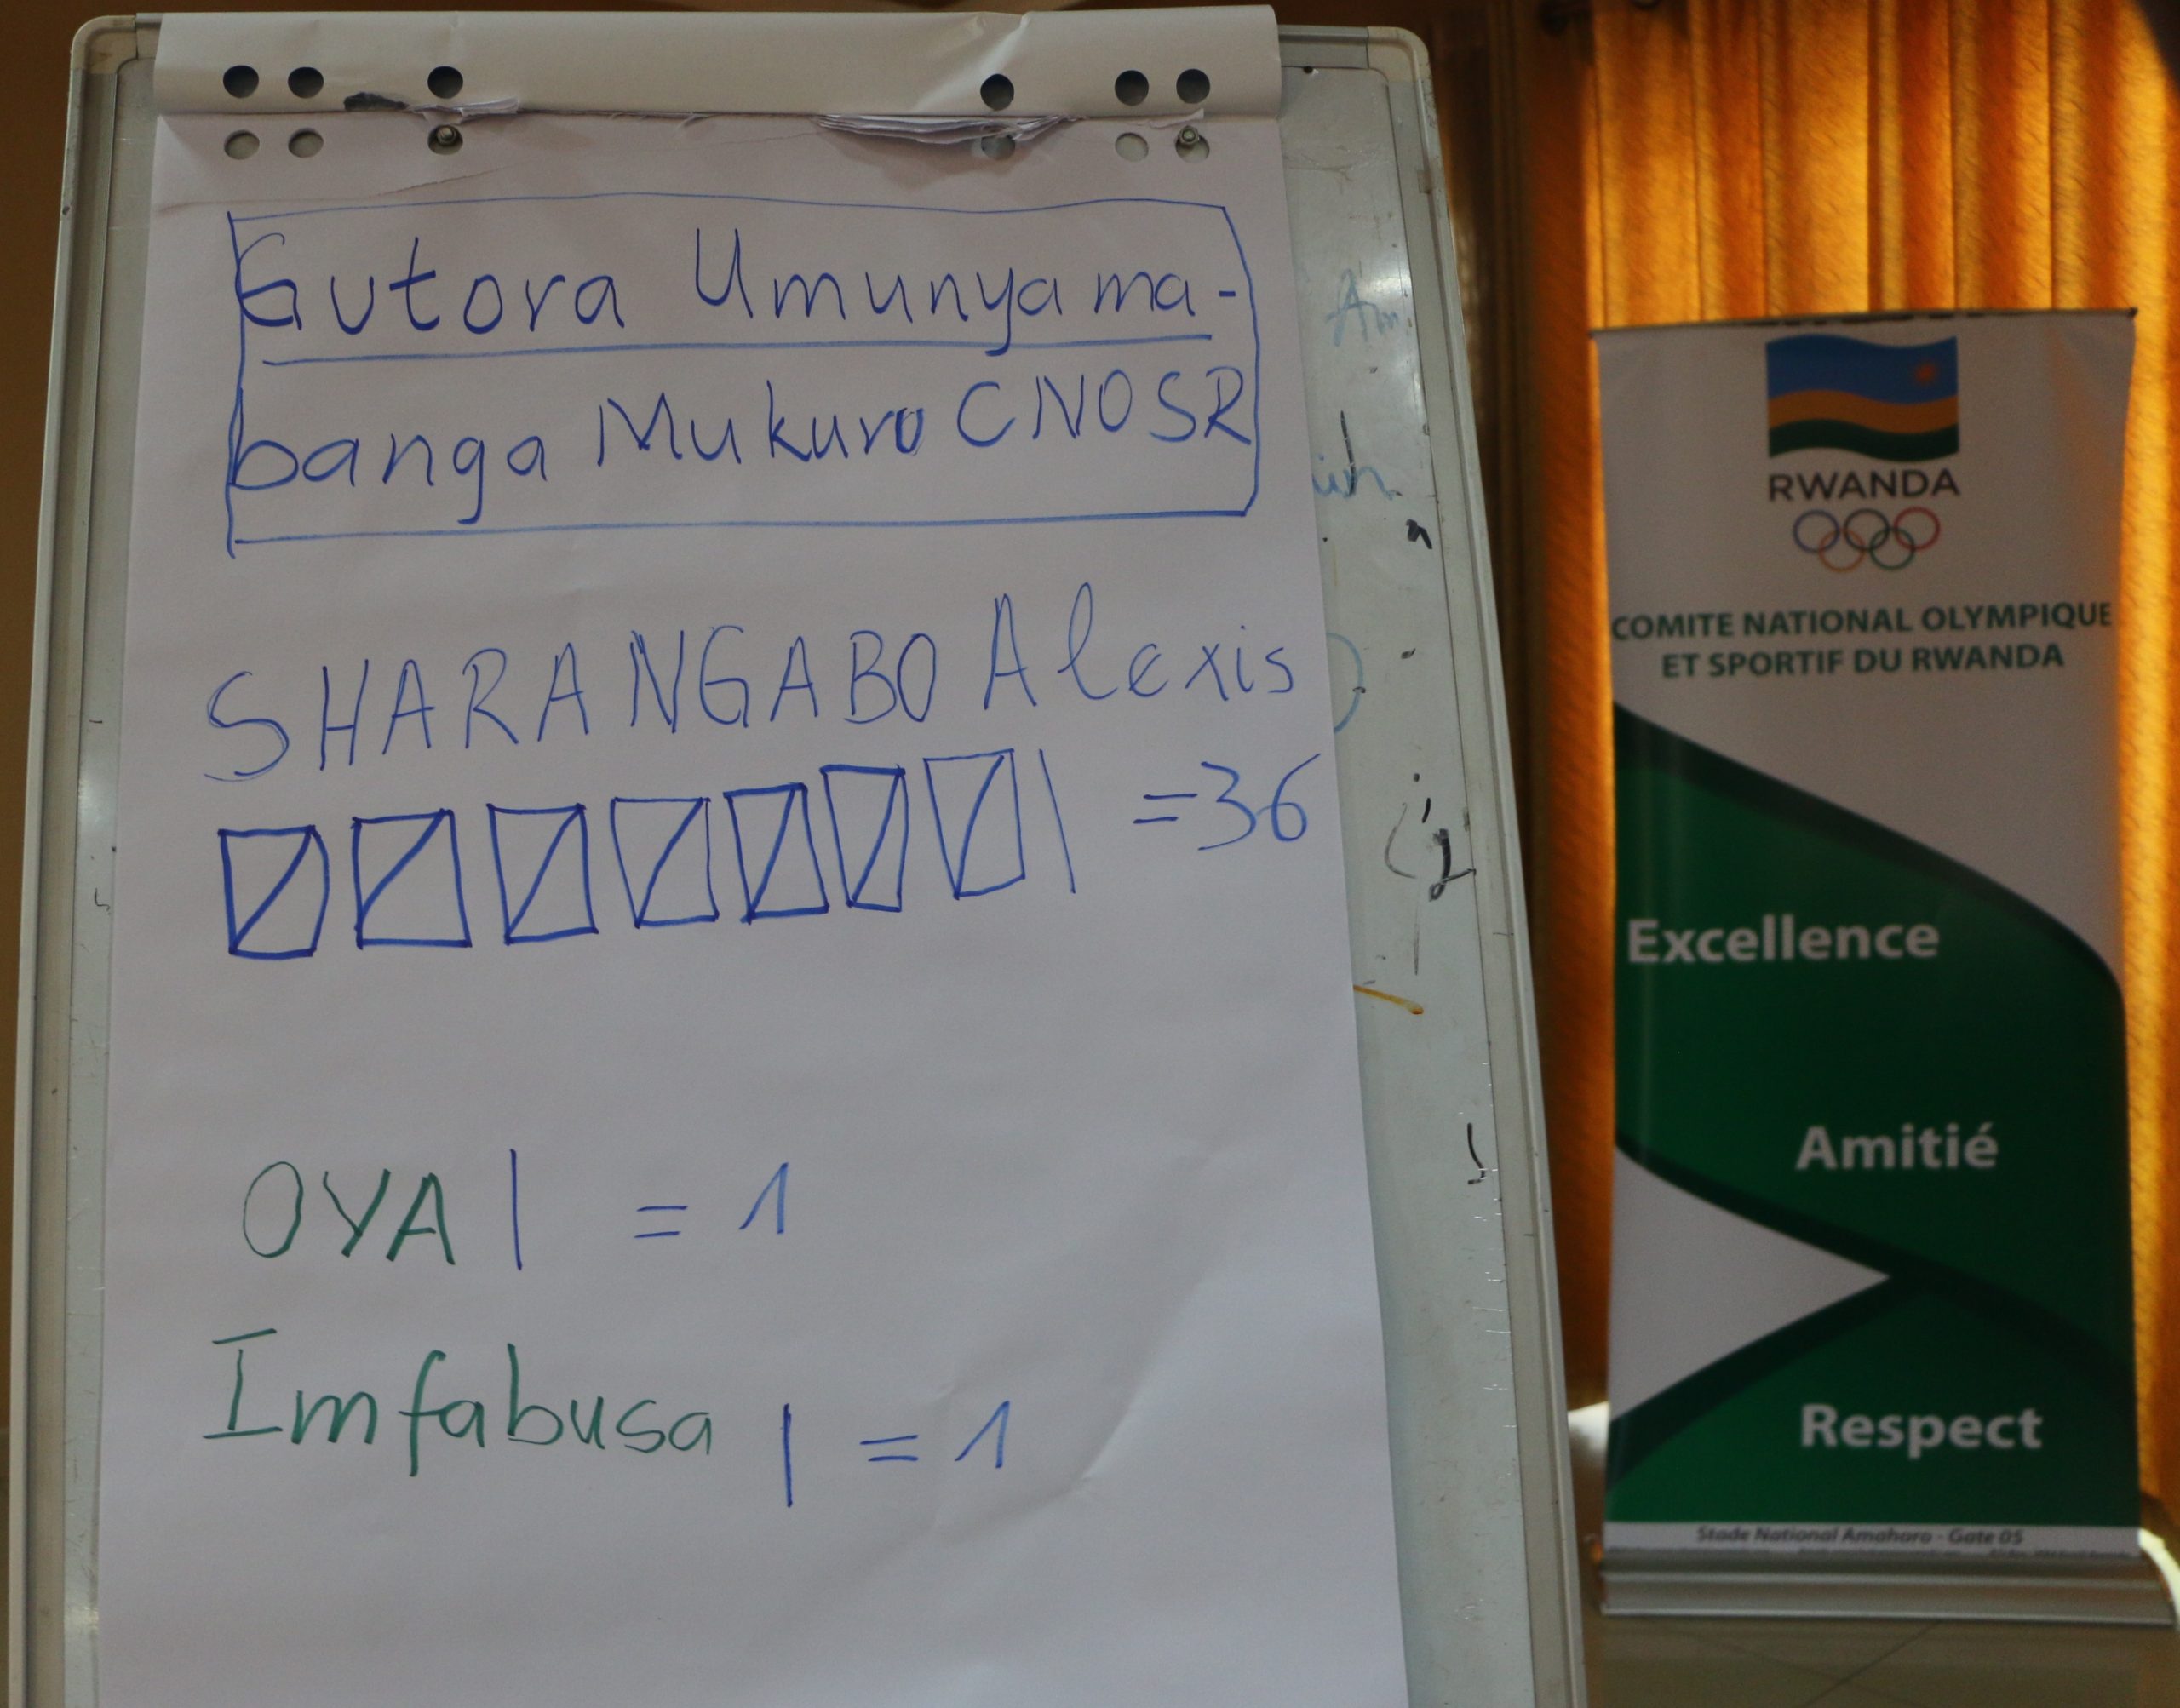 Gutora Umunyama-
banga Mukuru CNOSR
SHARANGABO Alexis
| = 36
OYA | = 1
Imfabusa | = 1
RWANDA
COMITE NATIONAL OLYMPIQUE
ET SPORTIF DU RWANDA
Excellence
Amitié
Respect
Stade National Amahoro - Gate 05